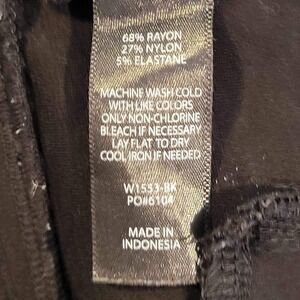 68% RAYON
27% NYLON
5% ELASTANE
MACHINE WASH COLD
WITH LIKE COLORS
ONLY NON-CHLORINE
BLEACH IF NECESSARY
LAY FLAT TO DRY
COOL IRON IF NEEDED
W1553-BK
PO#610#
MADE IN
INDONESIA